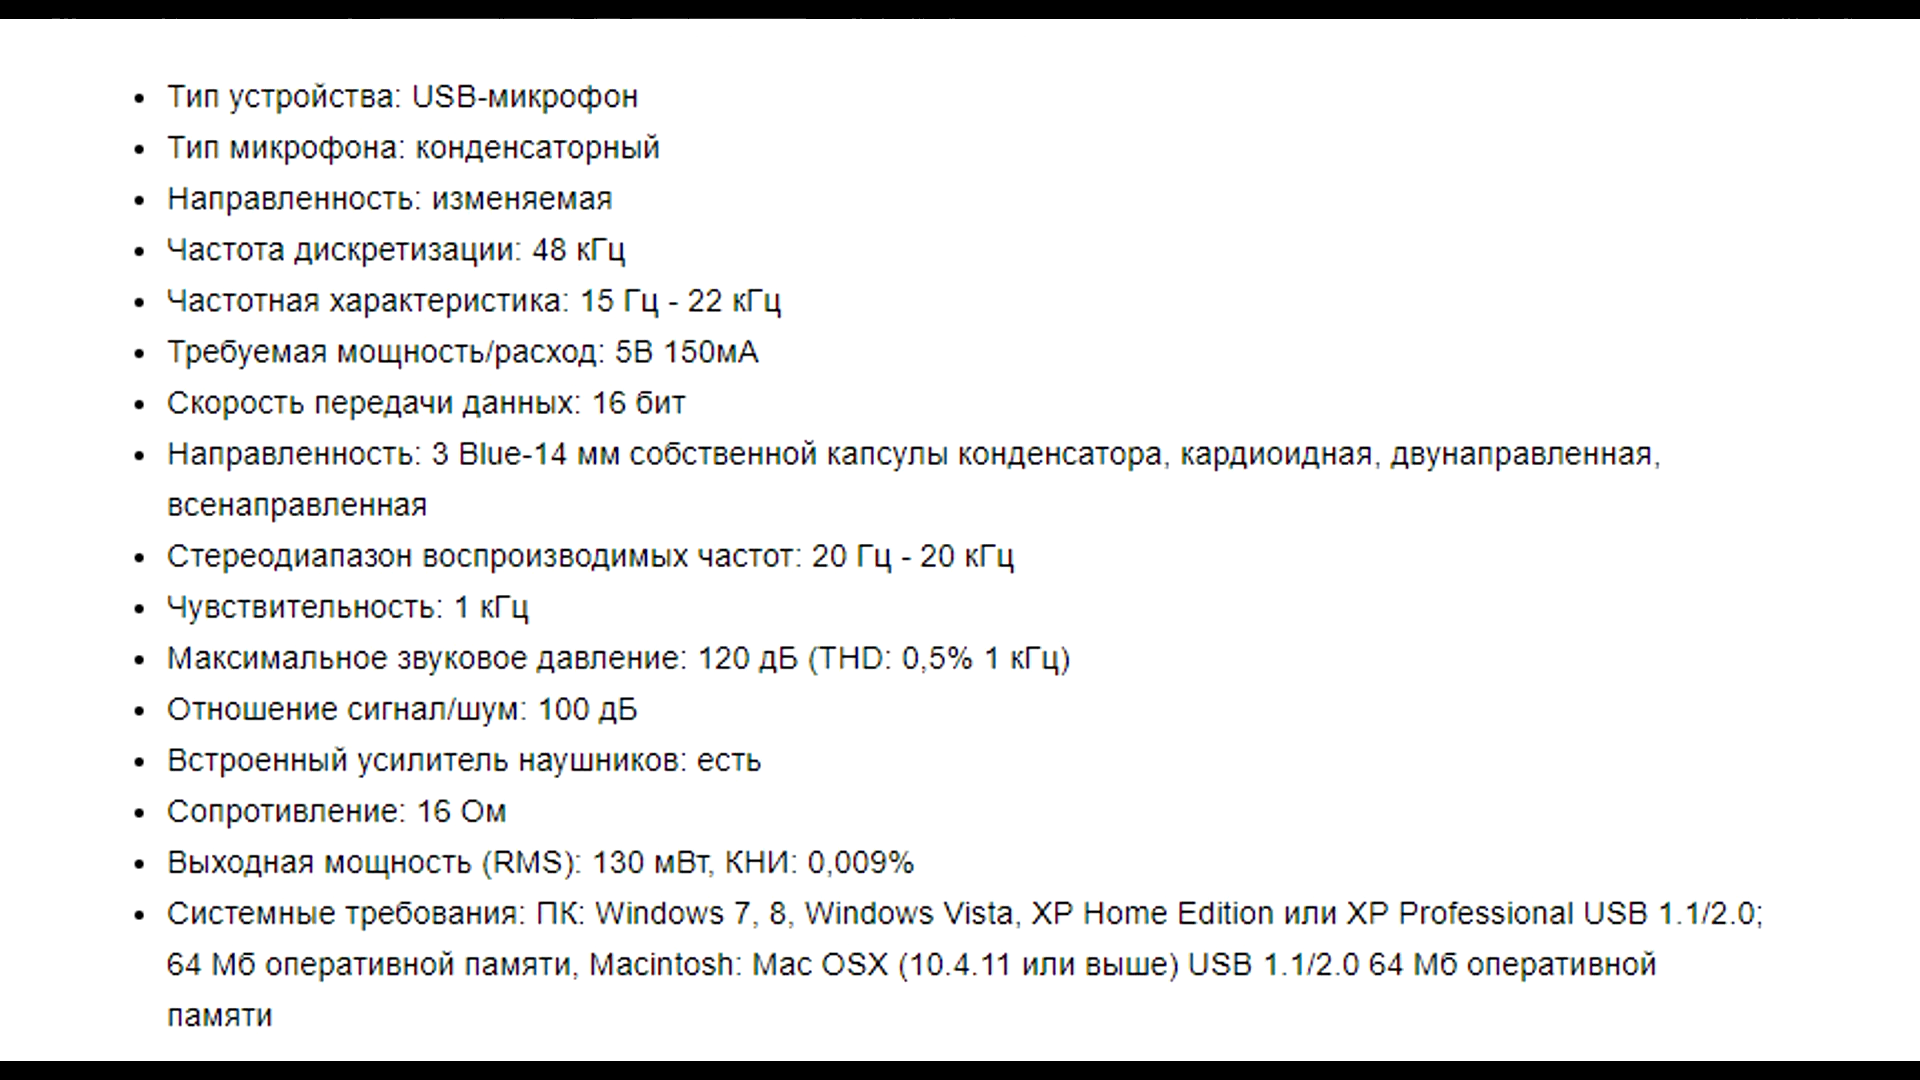 • Тип устройства: USB-микрофон
• Тип микрофона: конденсаторный
• Направленность: изменяемая
• Частота дискретизации: 48 кГц
• Частотная характеристика: 15 Гц - 22 кГц
• Требуемая мощность/расход: 5В 150мА
• Скорость передачи данных: 16 бит
• Направленность: 3 Blue-14 мм собственной капсулы конденсатора, кардиоидная, двунаправленная,
всенаправленная
• Стереодиапазон воспроизводимых частот: 20 Гц - 20 кГц
• Чувствительность: 1 кГц
• Максимальное звуковое давление: 120 дБ (THD: 0,5% 1 кГц)
• Отношение сигнал/шум: 100 дБ
• Встроенный усилитель наушников: есть
• Сопротивление: 16 Ом
• Выходная мощность (RMS): 130 мВт, КНИ: 0,009%
• Системные требования: ПК: Windows 7, 8, Windows Vista, XP Home Edition или XP Professional USB 1.1/2.0;
64 Мб оперативной памяти, Macintosh: Mac OSX (10.4.11 или выше) USB 1.1/2.0 64 Мб оперативной
памяти